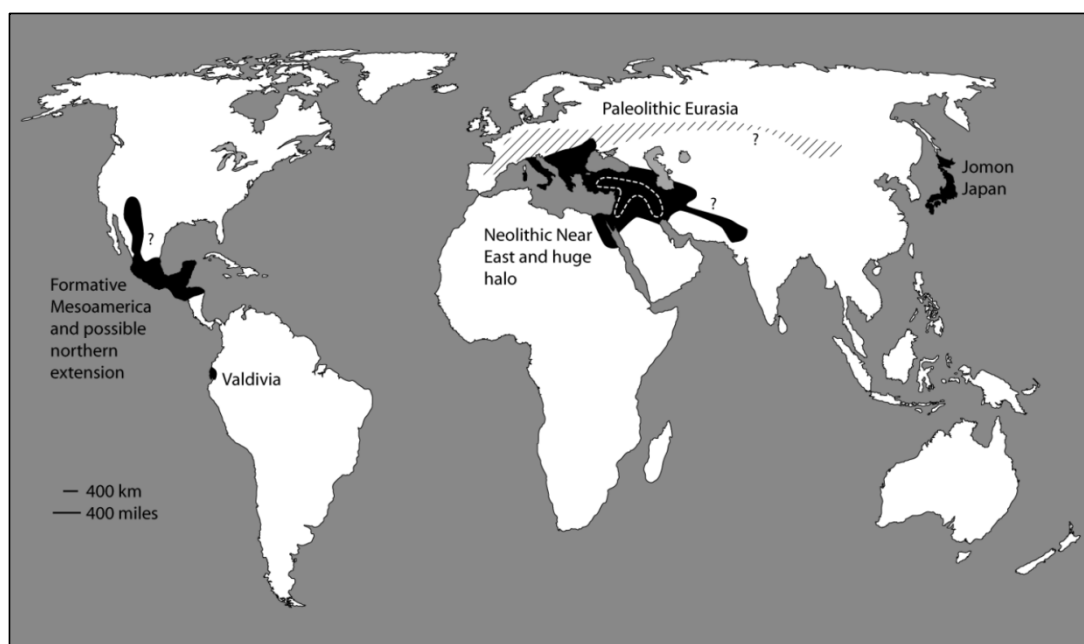 Paleolithic Eurasia
?
Jomon
Japan
?
Neolithic Near
East and huge
halo
?
Formative
Mesoamerica
and possible
northern
extension
Valdivia
400 km
400 miles